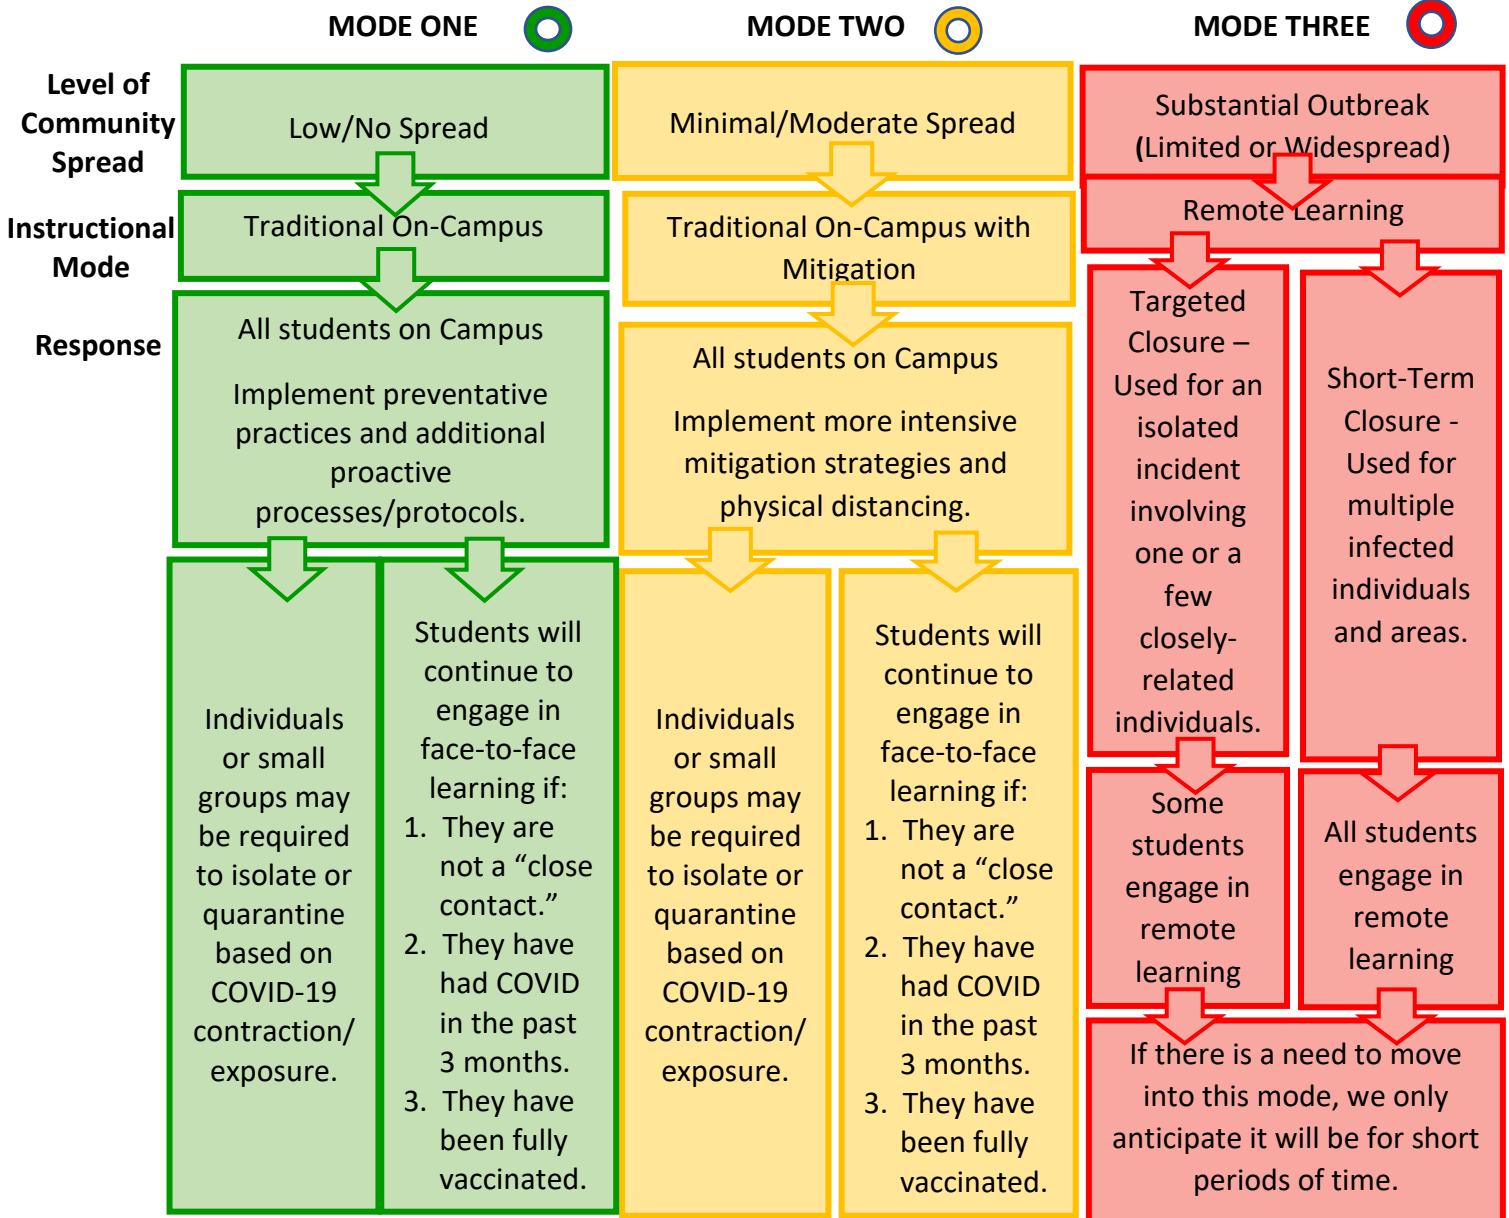 MODE ONE
MODE TWO
MODE THREE
Level of
Community
Spread
Low/No Spread
Minimal/Moderate Spread
Substantial Outbreak
(Limited or Widespread)
Instructional
Mode
Traditional On-Campus
Traditional On-Campus with
Mitigation
Remote Learning
Response
All students on Campus
Implement preventative
practices and additional
proactive
processes/protocols.
All students on Campus
Implement more intensive
mitigation strategies and
physical distancing.
Targeted
Closure –
Used for an
isolated
incident
involving
one or a
few
closely-
related
individuals.
Short-Term
Closure -
Used for
multiple
infected
individuals
and areas.
Individuals
or small
groups may
be required
to isolate or
quarantine
based on
COVID-19
contraction/
exposure.
Students will
continue to
engage in
face-to-face
learning if:
1. They are
not a “close
contact.”
2. They have
had COVID
in the past
3 months.
3. They have
been fully
vaccinated.
Individuals
or small
groups may
be required
to isolate or
quarantine
based on
COVID-19
contraction/
exposure.
Students will
continue to
engage in
face-to-face
learning if:
1. They are
not a “close
contact.”
2. They have
had COVID
in the past
3 months.
3. They have
been fully
vaccinated.
Some
students
engage in
remote
learning
All students
engage in
remote
learning
If there is a need to move
into this mode, we only
anticipate it will be for short
periods of time.